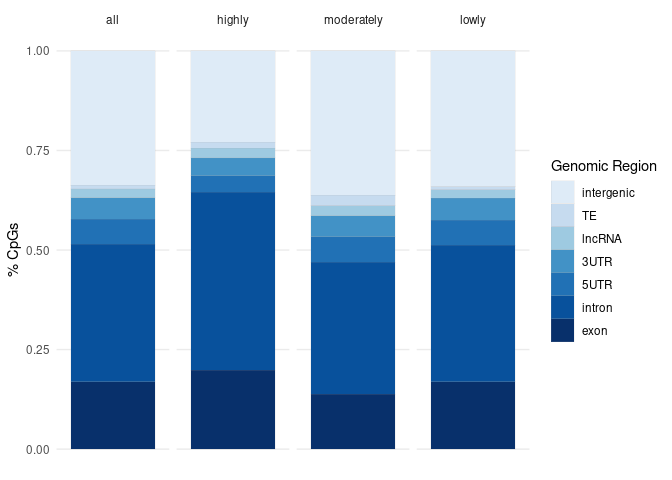 all highly moderately lowly
1.00
0.75
0.50
0.25
0.00
% CpGs
Genomic Region
intergenic
TE
lncRNA
3UTR
5UTR
intron
exon